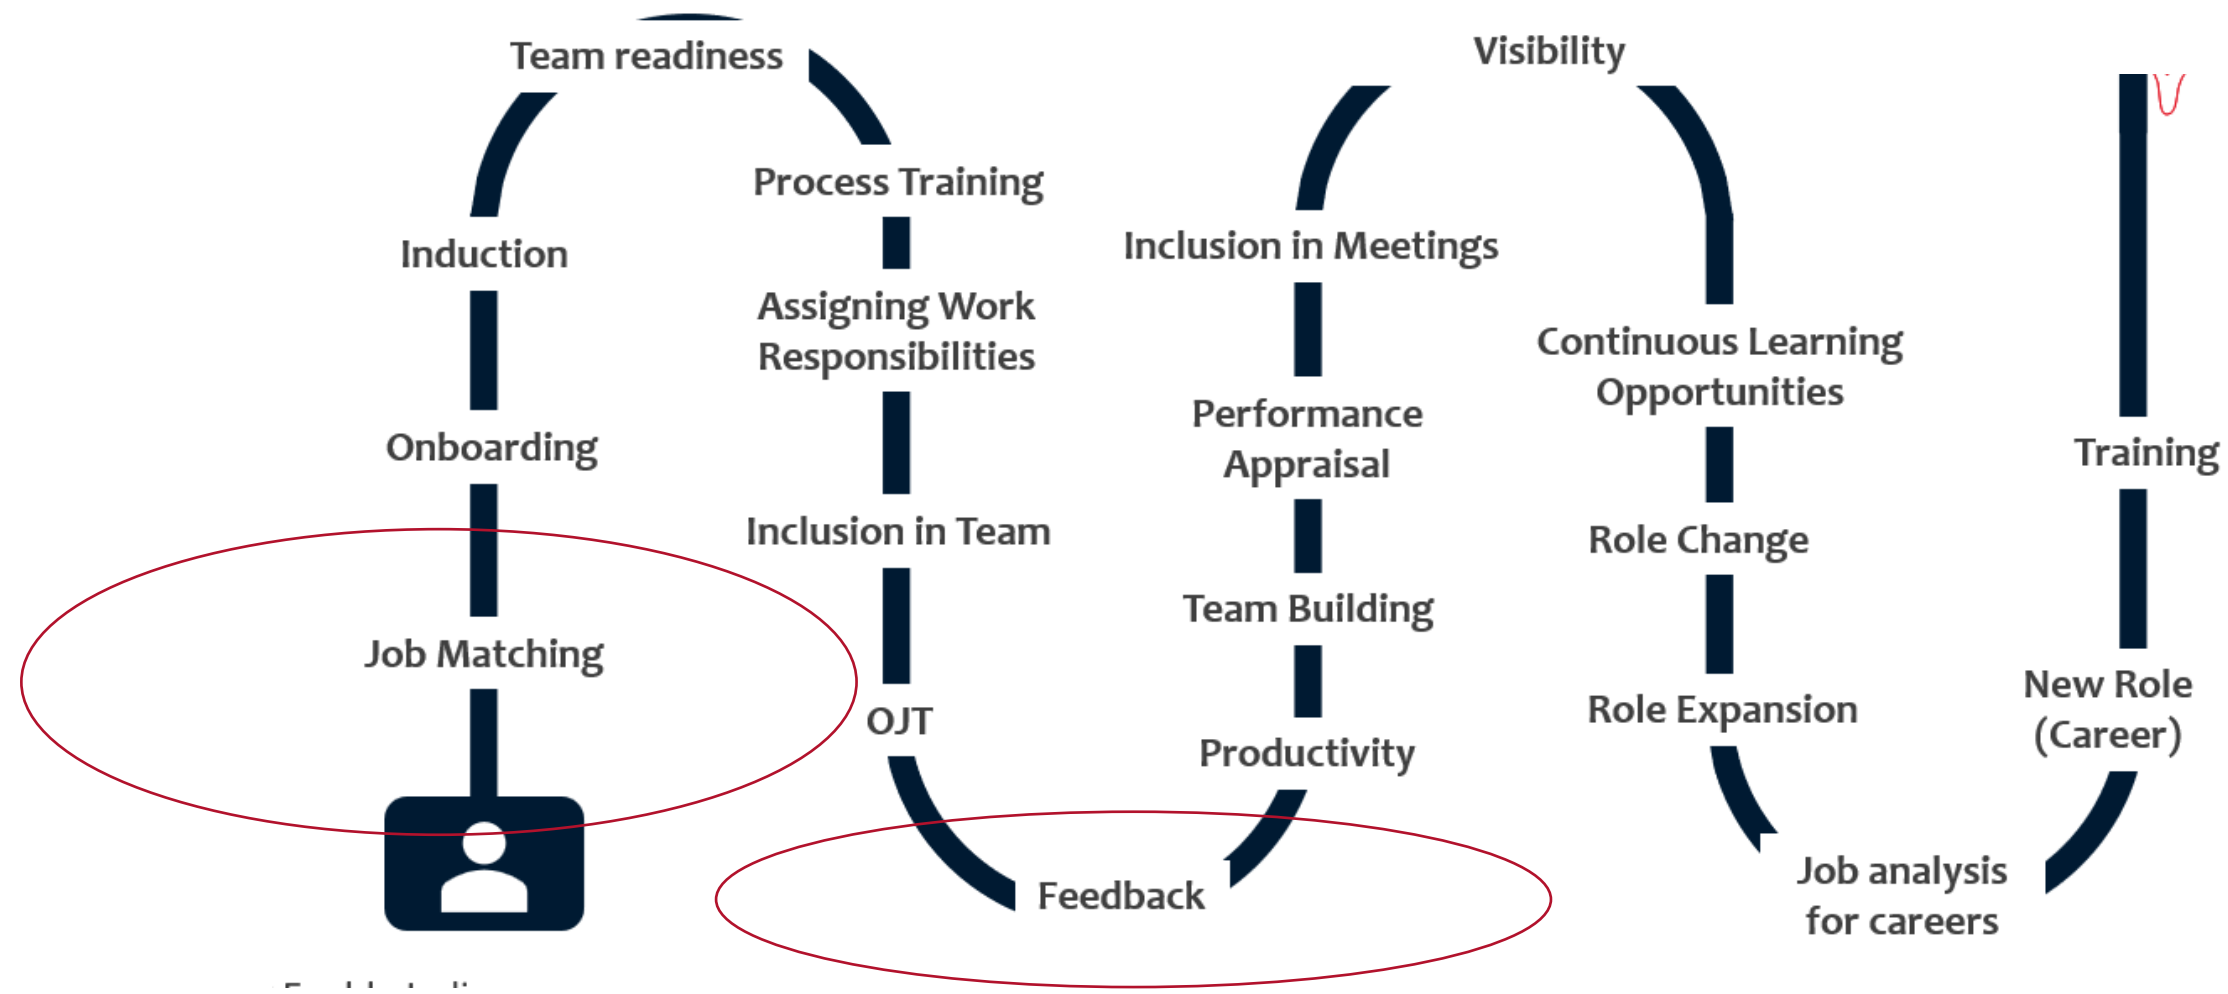 Team readiness
Visibility
Process Training
Induction
Inclusion in Meetings
Assigning Work
Responsibilities
Continuous Learning
Opportunities
Performance
Appraisal
Onboarding
Training
Inclusion in Team
Role Change
Team Building
Job Matching
New Role
(Career)
Role Expansion
OJT
Productivity
Feedback
Job analysis
for careers